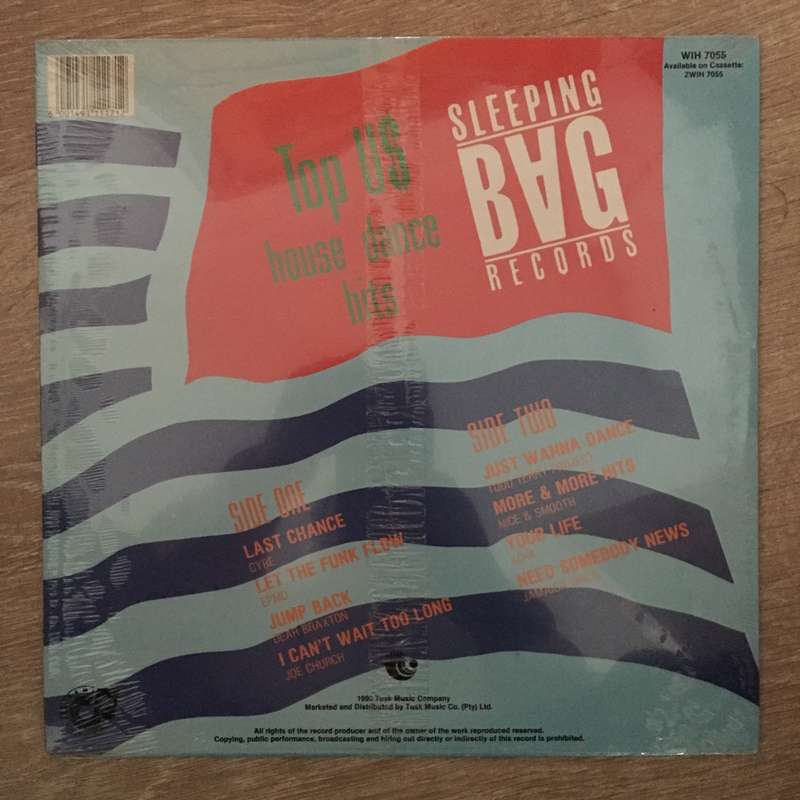 WIH 7055
Available on Cassette:
ZWIH 7055
SLEEPING
BAG
RECORDS
Top US
house dance
hits
SIDE ONE
LAST CHANCE
CYRE
LET THE FUNK FLOW
EPMD
JUMP BACK
DEAH BRAXTON
I CAN'T WAIT TOO LONG
JOE CHURCH
SIDE TWO
JUST WANNA DANCE
TODD TERRY
MORE & MORE HITS
NICE & SMOOTH
YOUR LIFE
NEED SOMEBODY NEWS
1990 Tusk Music Company
Marketed and Distributed by Tusk Music Co. (Pty) Ltd.
All rights of the record producer and of the owner of the work reproduced reserved.
Copying, public performance, broadcasting and hiring out directly or indirectly of this record is prohibited.